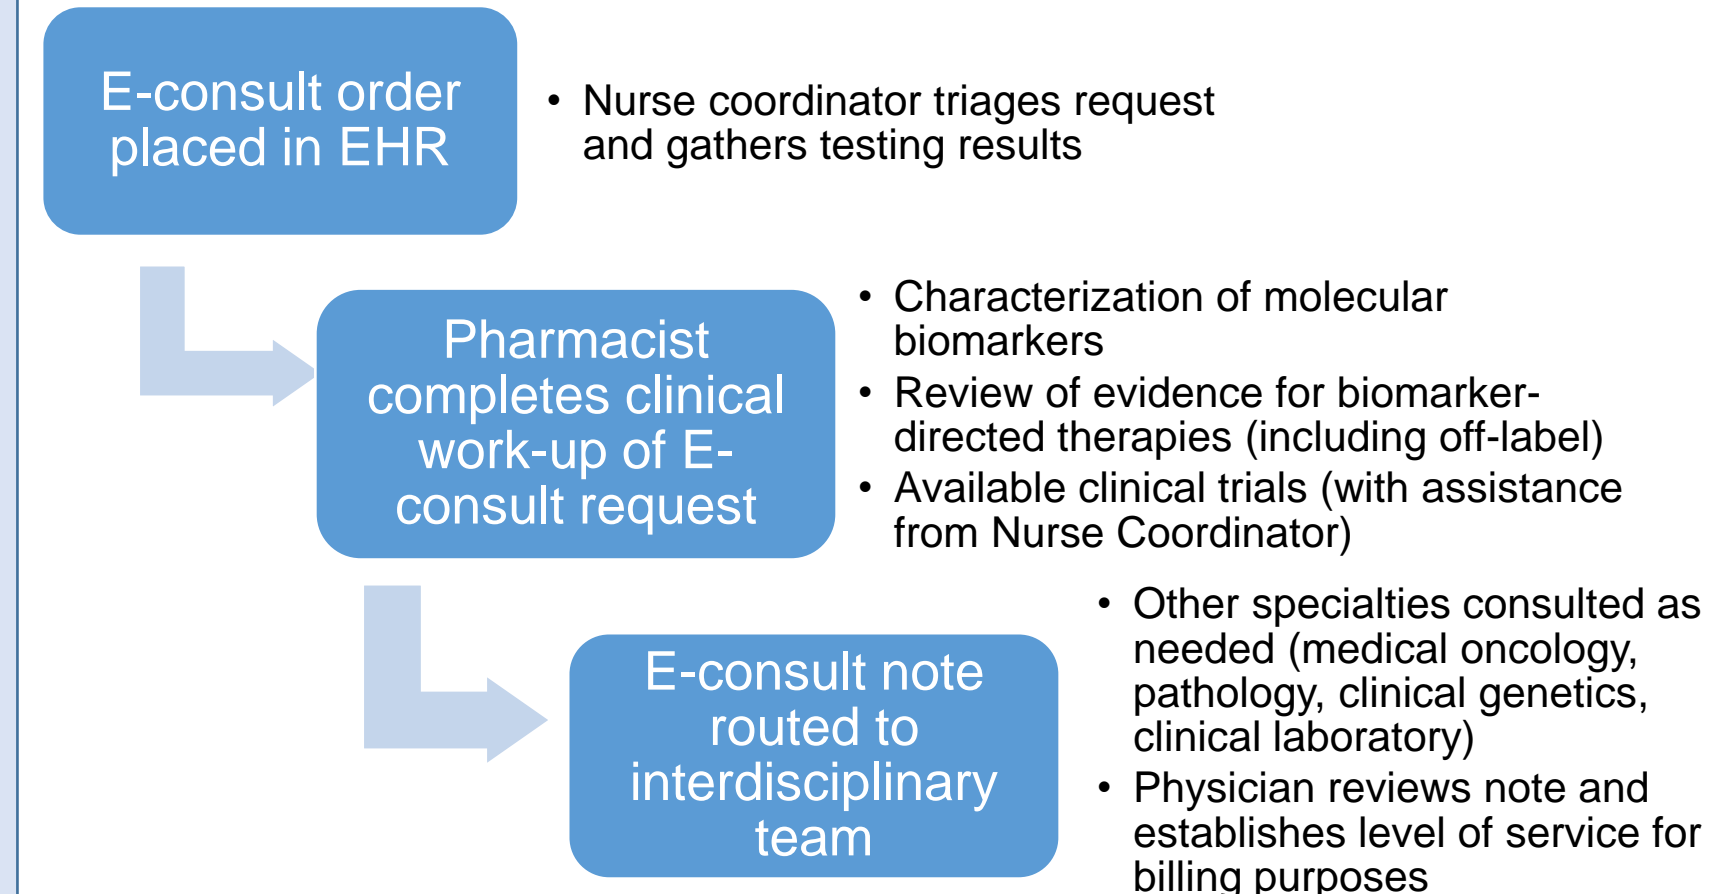 E-consult order
placed in EHR
• Nurse coordinator triages request
and gathers testing results
Pharmacist
completes clinical
work-up of E-
consult request
• Characterization of molecular
biomarkers
• Review of evidence for biomarker-
directed therapies (including off-label)
• Available clinical trials (with assistance
from Nurse Coordinator)
E-consult note
routed to
interdisciplinary
team
• Other specialties consulted as
needed (medical oncology,
pathology, clinical genetics,
clinical laboratory)
• Physician reviews note and
establishes level of service for
billing purposes